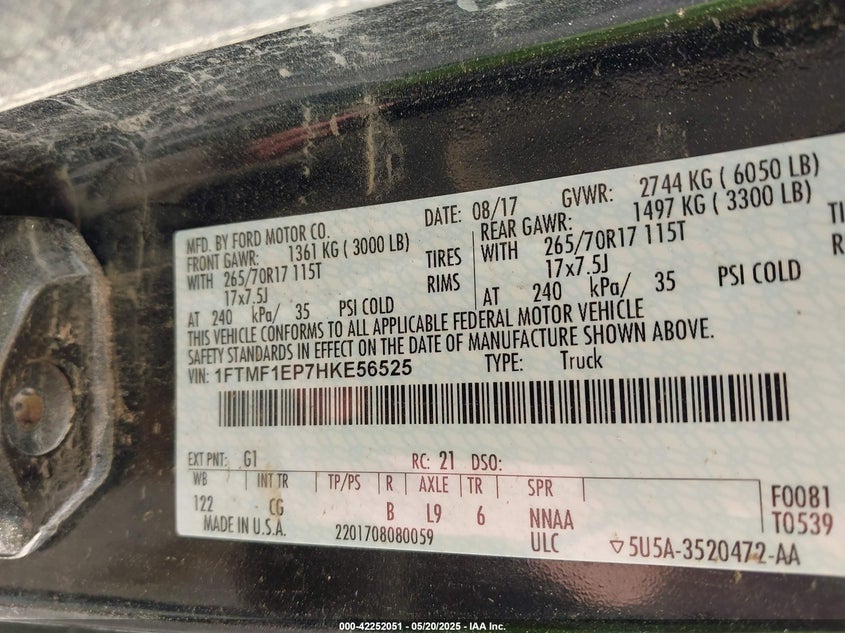 MFD. BY FORD MOTOR CO. DATE: 08/17 GVWR: 2744 KG ( 6050 LB)
FRONT GAWR: 1361 KG ( 3000 LB) REAR GAWR: 1497 KG ( 3300 LB)
WITH 265/70R17 115T TIRES WITH 265/70R17 115T TI
17x7.5J RIMS 17x7.5J R
AT 240 kPa/ 35 PSI COLD AT 240 kPa/ 35 PSI COLD
THIS VEHICLE CONFORMS TO ALL APPLICABLE FEDERAL MOTOR VEHICLE
SAFETY STANDARDS IN EFFECT ON THE DATE OF MANUFACTURE SHOWN ABOVE.
VIN: 1FTMF1EP7HKE56525 TYPE: Truck
EXT PNT: G1 RC: 21 DSO:
WB INT TR TP/PS R AXLE TR SPR F0081
122 CG B L9 6 NNAA T0539
MADE IN U.S.A. 2201708080059 ULC ▽5U5A-3520472-AA
000-42252051 - 05/20/2025 - IAA Inc.